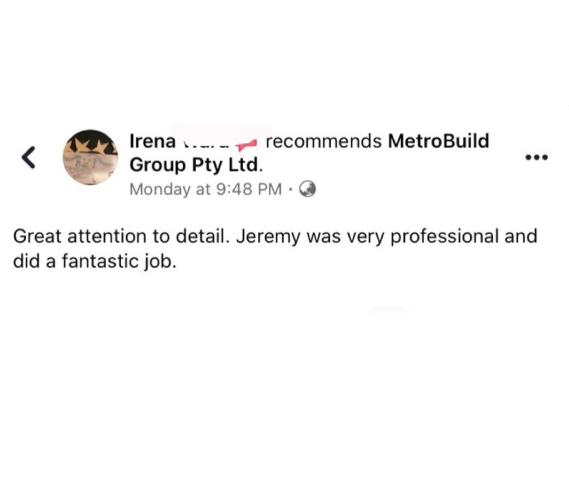 Irena recommends MetroBuild
Group Pty Ltd.
Monday at 9:48 PM ·
Great attention to detail. Jeremy was very professional and
did a fantastic job.